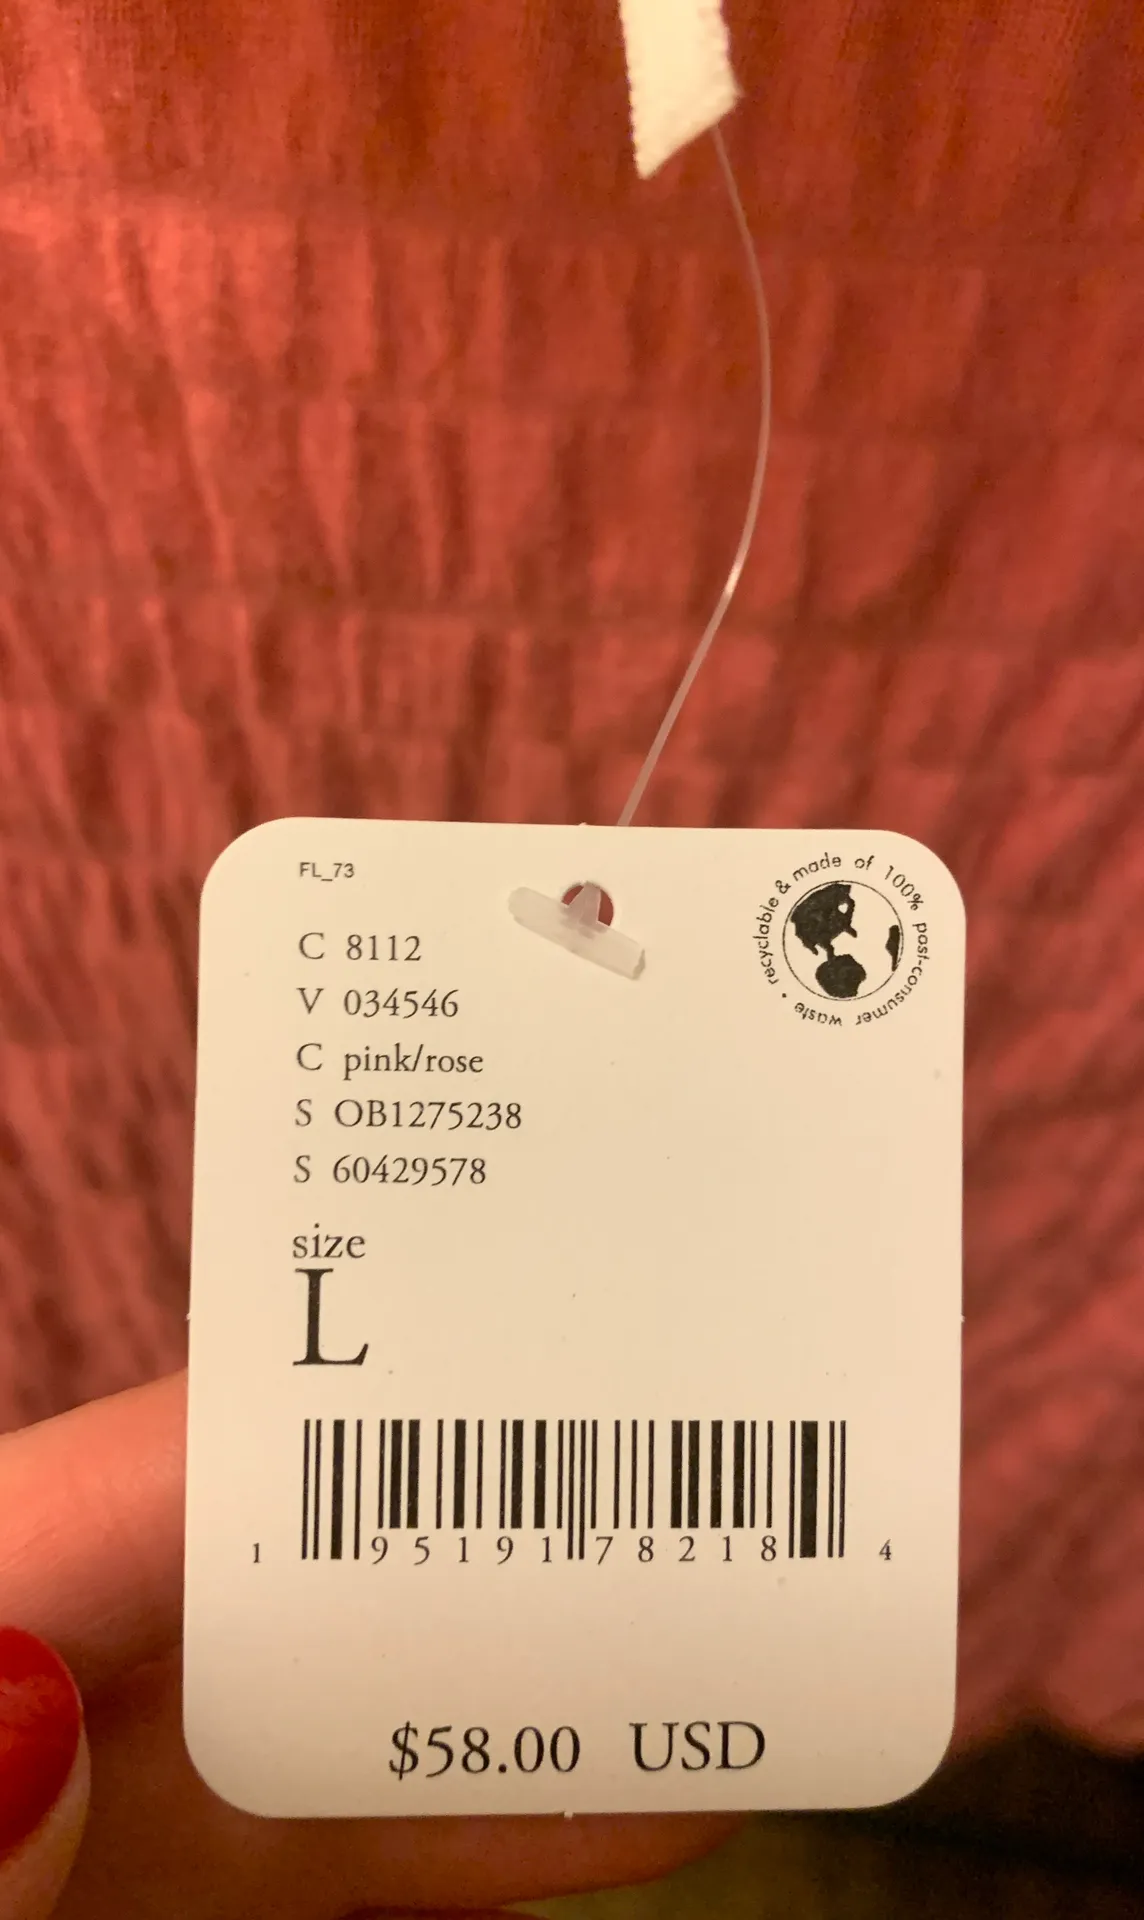 FL_73
recyclable & made of 100% post-consumer waste •
C 8112
V 034546
C pink/rose
S OB1275238
S 60429578
size
L
1 95191 78218 4
$58.00 USD